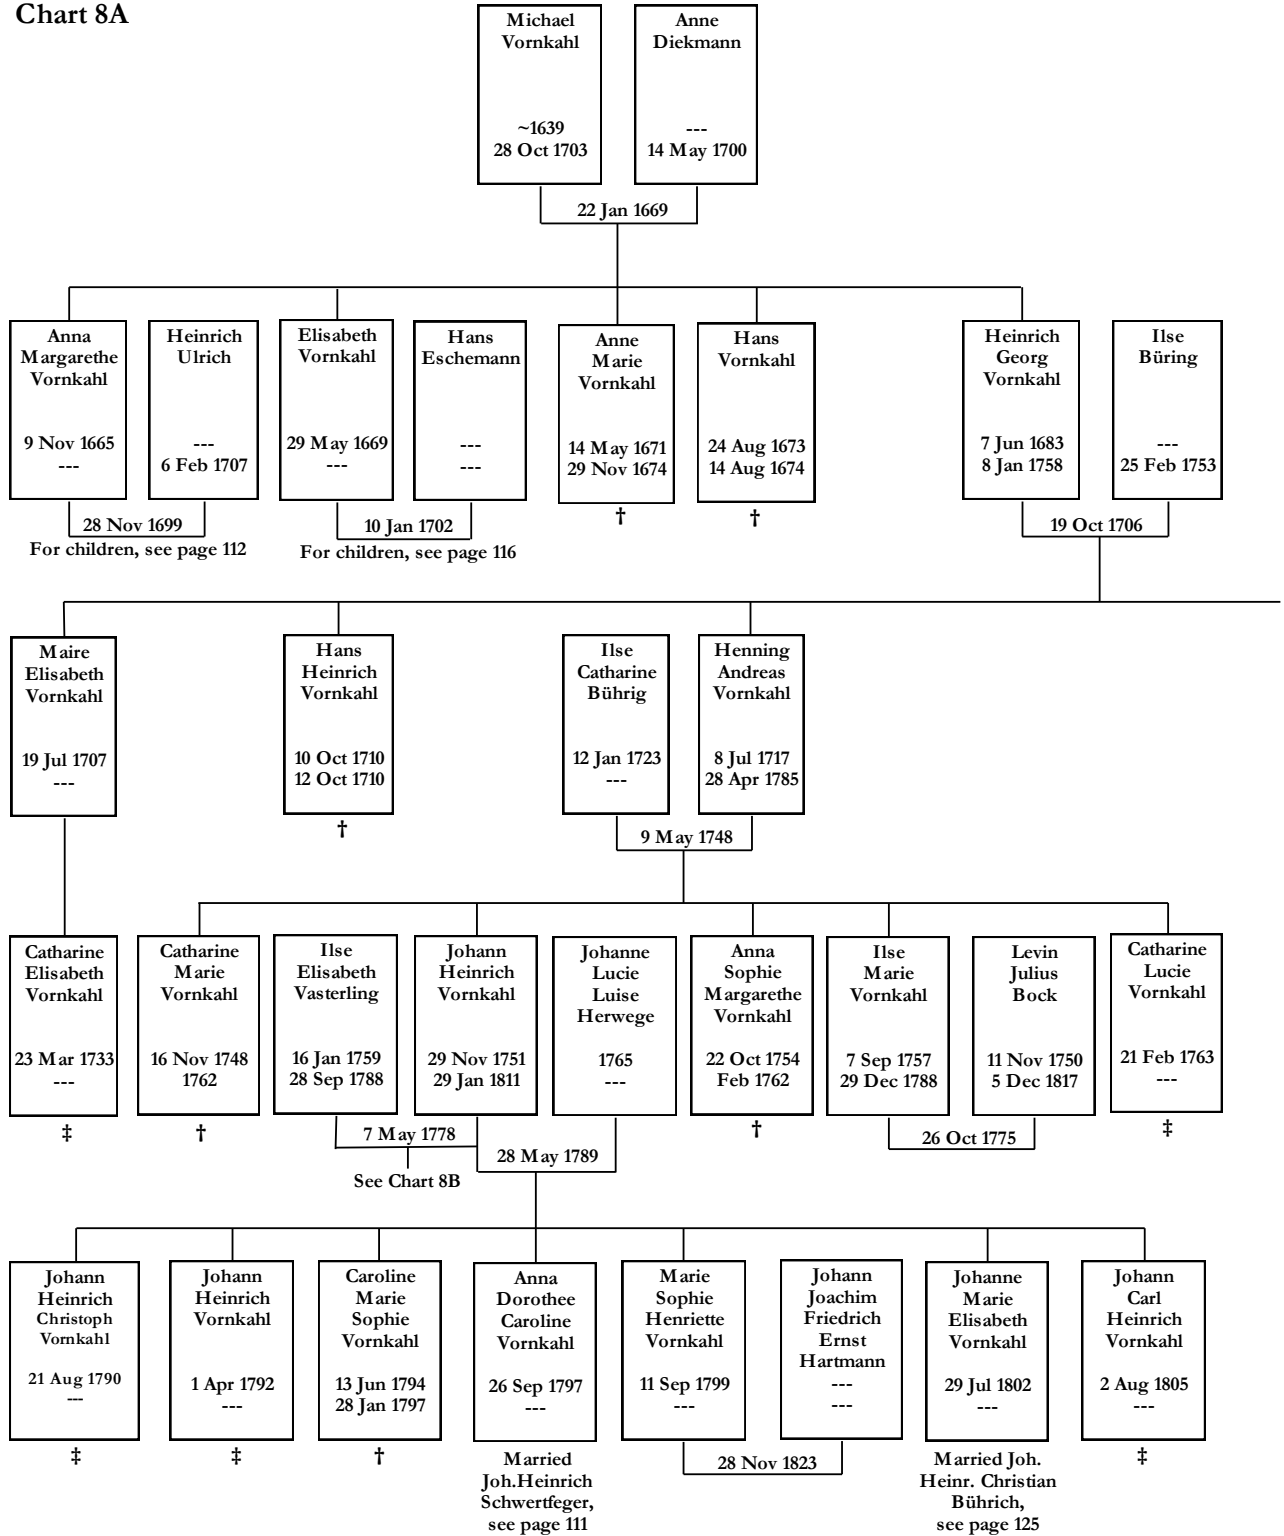 Chart 8A
Michael
Vornkahl
~1639
28 Oct 1703
Anne
Diekmann
---
14 May 1700
22 Jan 1669
Anna
Margarethe
Vornkahl
9 Nov 1665
---
Heinrich
Ulrich
---
6 Feb 1707
28 Nov 1699
For children, see page 112
Elisabeth
Vornkahl
29 May 1669
---
Hans
Eschemann
---
---
10 Jan 1702
For children, see page 116
Anne
Marie
Vornkahl
14 May 1671
29 Nov 1674
†
Hans
Vornkahl
24 Aug 1673
14 Aug 1674
†
Heinrich
Georg
Vornkahl
7 Jun 1683
8 Jan 1758
Ilse
Büring
---
25 Feb 1753
19 Oct 1706
Maire
Elisabeth
Vornkahl
19 Jul 1707
---
Hans
Heinrich
Vornkahl
10 Oct 1710
12 Oct 1710
†
Ilse
Catharine
Bührig
12 Jan 1723
---
Henning
Andreas
Vornkahl
8 Jul 1717
28 Apr 1785
9 May 1748
Catharine
Elisabeth
Vornkahl
23 Mar 1733
---
‡
Catharine
Marie
Vornkahl
16 Nov 1748
1762
†
Ilse
Elisabeth
Vasterling
16 Jan 1759
28 Sep 1788
Johann
Heinrich
Vornkahl
29 Nov 1751
29 Jan 1811
Johanne
Lucie
Luise
Herwege
1765
---
7 May 1778
See Chart 8B
28 May 1789
Anna
Sophie
Margarethe
Vornkahl
22 Oct 1754
Feb 1762
†
Ilse
Marie
Vornkahl
7 Sep 1757
29 Dec 1788
Levin
Julius
Bock
11 Nov 1750
5 Dec 1817
26 Oct 1775
Catharine
Lucie
Vornkahl
21 Feb 1763
---
‡
Johann
Heinrich
Christoph
Vornkahl
21 Aug 1790
---
‡
Johann
Heinrich
Vornkahl
1 Apr 1792
---
‡
Caroline
Marie
Sophie
Vornkahl
13 Jun 1794
28 Jan 1797
†
Anna
Dorothee
Caroline
Vornkahl
26 Sep 1797
---
Married
Joh.Heinrich
Schwertfeger,
see page 111
Marie
Sophie
Henriette
Vornkahl
11 Sep 1799
---
Johann
Joachim
Friedrich
Ernst
Hartmann
---
---
28 Nov 1823
Johanne
Marie
Elisabeth
Vornkahl
29 Jul 1802
---
Married Joh.
Heinr. Christian
Bührich,
see page 125
Johann
Carl
Heinrich
Vornkahl
2 Aug 1805
---
‡